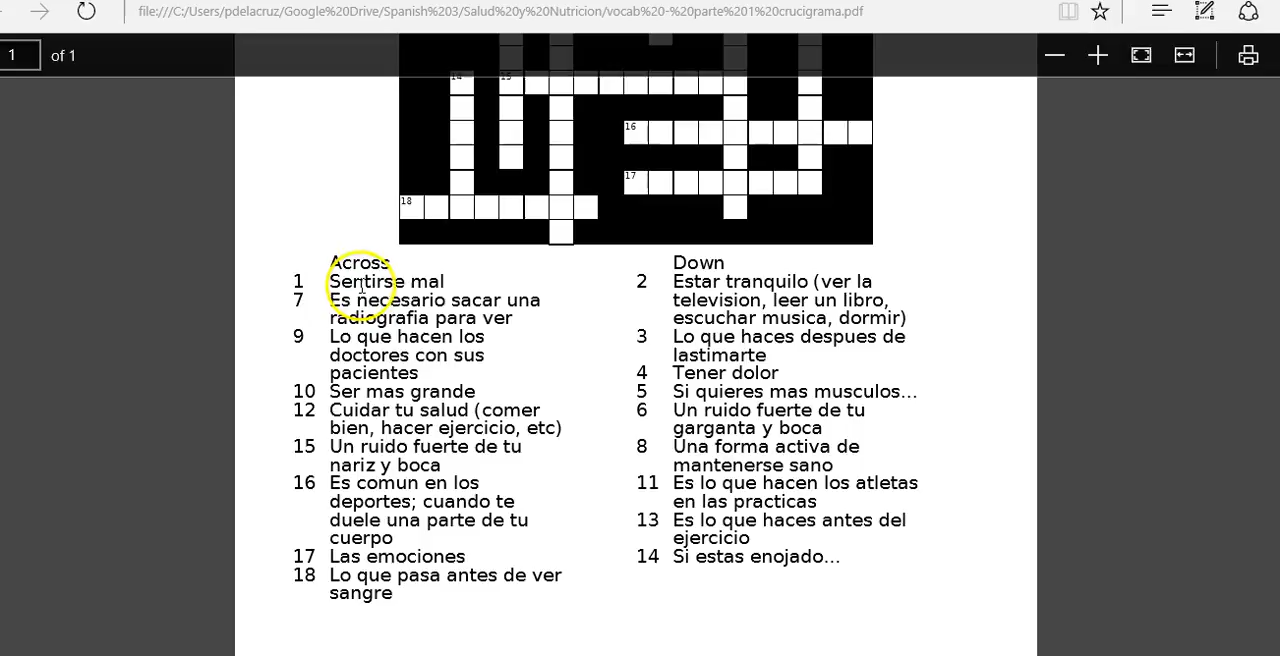 file:///C:/Users/pdelacruz/Google%20Drive/Spanish%203/Salud%20y%20Nutricion/vocab%20-%20parte%201%20crucigrama.pdf
1 of 1
14 15
16
17
18
Across
1 Sentirse mal
7 Es necesario sacar una
radiografia para ver
9 Lo que hacen los
doctores con sus
pacientes
10 Ser mas grande
12 Cuidar tu salud (comer
bien, hacer ejercicio, etc)
15 Un ruido fuerte de tu
nariz y boca
16 Es comun en los
deportes; cuando te
duele una parte de tu
cuerpo
17 Las emociones
18 Lo que pasa antes de ver
sangre
Down
2 Estar tranquilo (ver la
television, leer un libro,
escuchar musica, dormir)
3 Lo que haces despues de
lastimarte
4 Tener dolor
5 Si quieres mas musculos...
6 Un ruido fuerte de tu
garganta y boca
8 Una forma activa de
mantenerse sano
11 Es lo que hacen los atletas
en las practicas
13 Es lo que haces antes del
ejercicio
14 Si estas enojado...